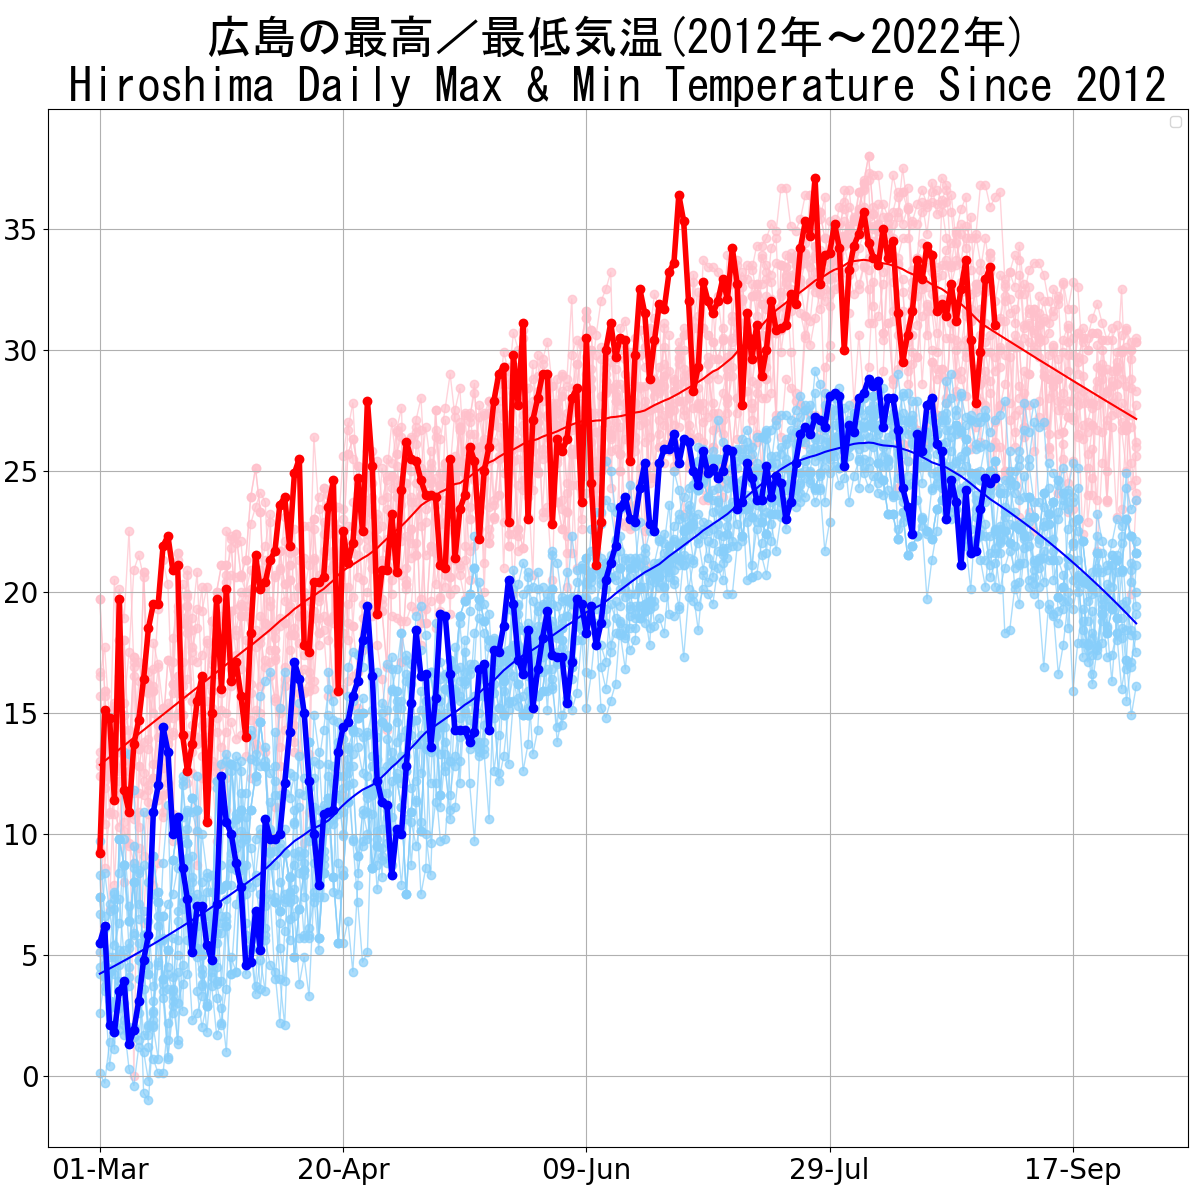 広島の最高／最低気温(2012年～2022年)
Hiroshima Daily Max & Min Temperature Since 2012
35
30
25
20
15
10
5
0
01-Mar 20-Apr 09-Jun 29-Jul 17-Sep